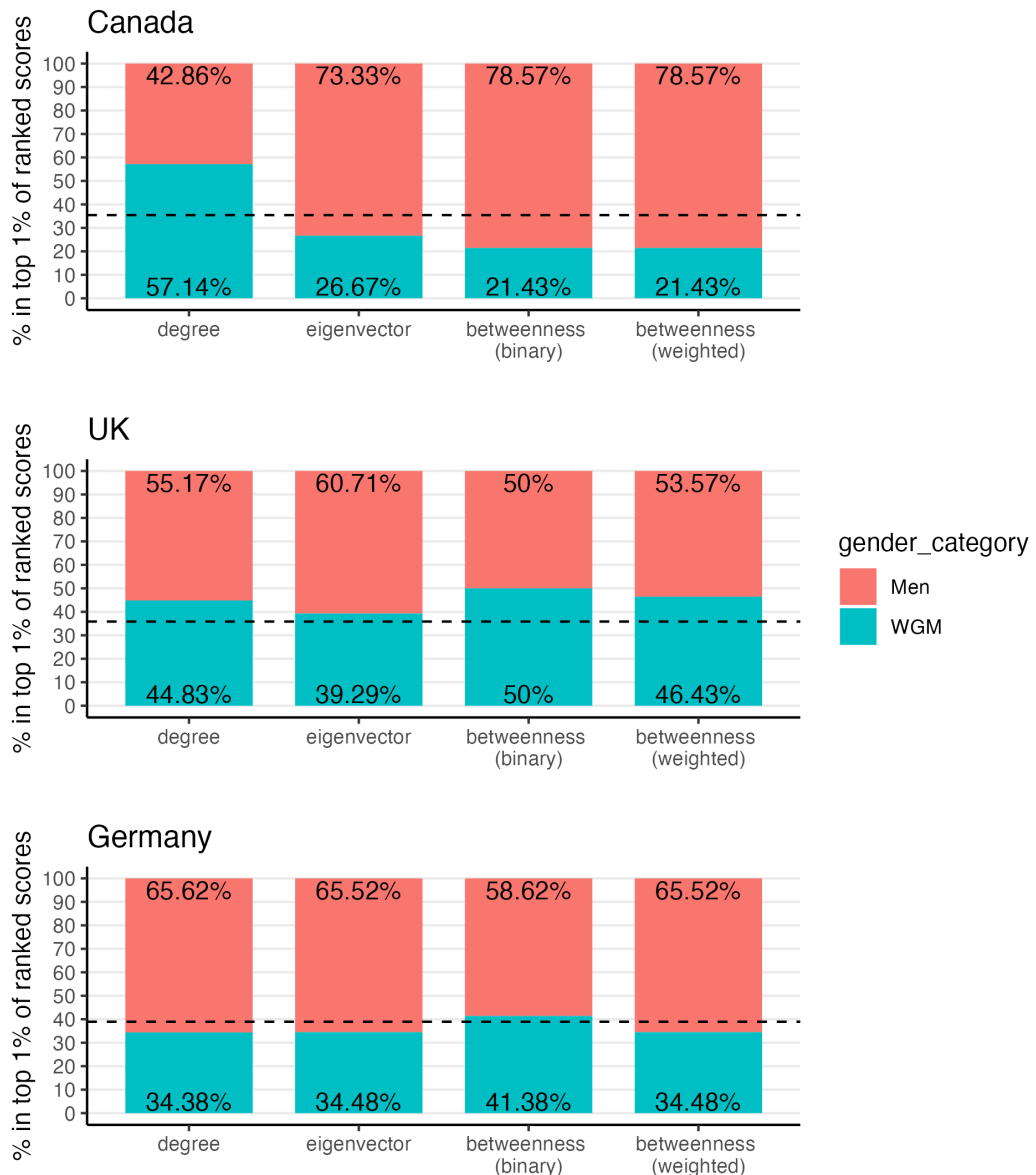 Canada
% in top 1% of ranked scores
100
90
80
70
60
50
40
30
20
10
0
42.86% 73.33% 78.57% 78.57%
57.14% 26.67% 21.43% 21.43%
degree eigenvector betweenness betweenness
(binary) (weighted)
UK
% in top 1% of ranked scores
100
90
80
70
60
50
40
30
20
10
0
55.17% 60.71% 50% 53.57%
44.83% 39.29% 50% 46.43%
degree eigenvector betweenness betweenness
(binary) (weighted)
gender_category
Men
WGM
Germany
% in top 1% of ranked scores
100
90
80
70
60
50
40
30
20
10
0
65.62% 65.52% 58.62% 65.52%
34.38% 34.48% 41.38% 34.48%
degree eigenvector betweenness betweenness
(binary) (weighted)